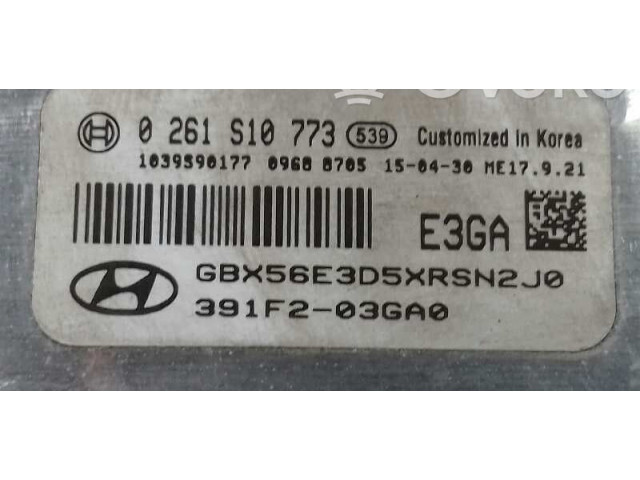 0 261 S10 773 539 Customized in Korea
1039S90177 0968 8705 15-04-30 ME17.9.21
E3GA
GBX56E3D5XRSN2J0
391F2-03GA0